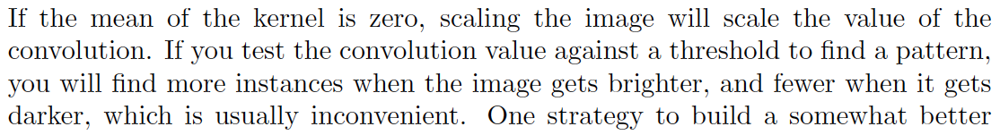 If the mean of the kernel is zero, scaling the image will scale the value of the
convolution. If you test the convolution value against a threshold to find a pattern,
you will find more instances when the image gets brighter, and fewer when it gets
darker, which is usually inconvenient. One strategy to build a somewhat better